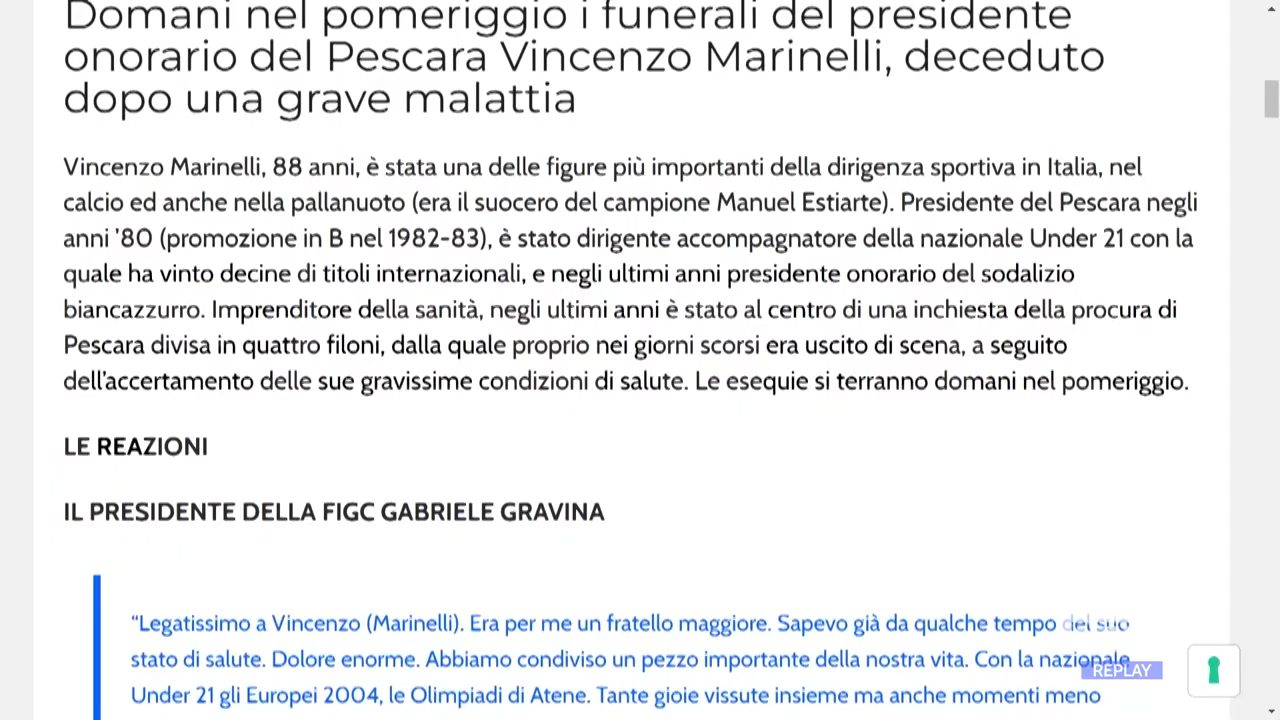 Domani nel pomeriggio i funerali del presidente
onorario del Pescara Vincenzo Marinelli, deceduto
dopo una grave malattia
Vincenzo Marinelli, 88 anni, è stata una delle figure più importanti della dirigenza sportiva in Italia, nel
calcio ed anche nella pallanuoto (era il suocero del campione Manuel Estiarte). Presidente del Pescara negli
anni '80 (promozione in B nel 1982-83), è stato dirigente accompagnatore della nazionale Under 21 con la
quale ha vinto decine di titoli internazionali, e negli ultimi anni presidente onorario del sodalizio
biancazzurro. Imprenditore della sanità, negli ultimi anni è stato al centro di una inchiesta della procura di
Pescara divisa in quattro filoni, dalla quale proprio nei giorni scorsi era uscito di scena, a seguito
dell'accertamento delle sue gravissime condizioni di salute. Le esequie si terranno domani nel pomeriggio.
LE REAZIONI
IL PRESIDENTE DELLA FIGC GABRIELE GRAVINA
“Legatissimo a Vincenzo (Marinelli). Era per me un fratello maggiore. Sapevo già da qualche tempo del suo
stato di salute. Dolore enorme. Abbiamo condiviso un pezzo importante della nostra vita. Con la nazionale
REPLAY
Under 21 gli Europei 2004, le Olimpiadi di Atene. Tante gioie vissute insieme ma anche momenti meno